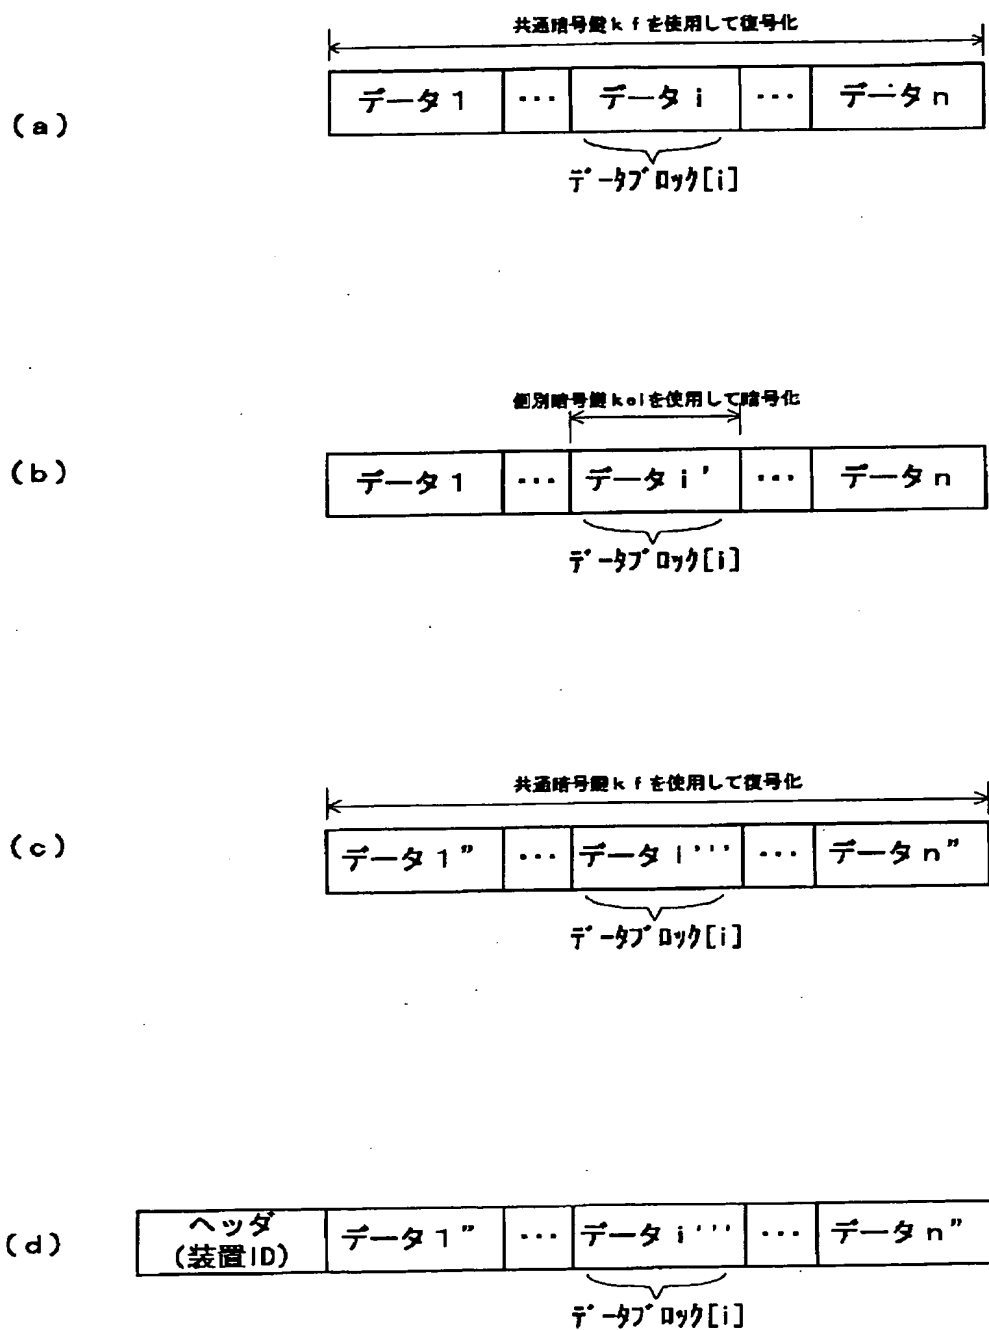 共通暗号鍵kfを使用して復号化
(a)
データ1 ・・・ データi ・・・ データn
データブロック[i]
個別暗号鍵keiを使用して暗号化
(b)
データ1 ・・・ データi' ・・・ データn
データブロック[i]
共通暗号鍵kfを使用して復号化
(c)
データ1” ・・・ データi''' ・・・ データn”
データブロック[i]
(d)
ヘッダ
(装置ID)
データ1” ・・・ データi''' ・・・ データn”
データブロック[i]